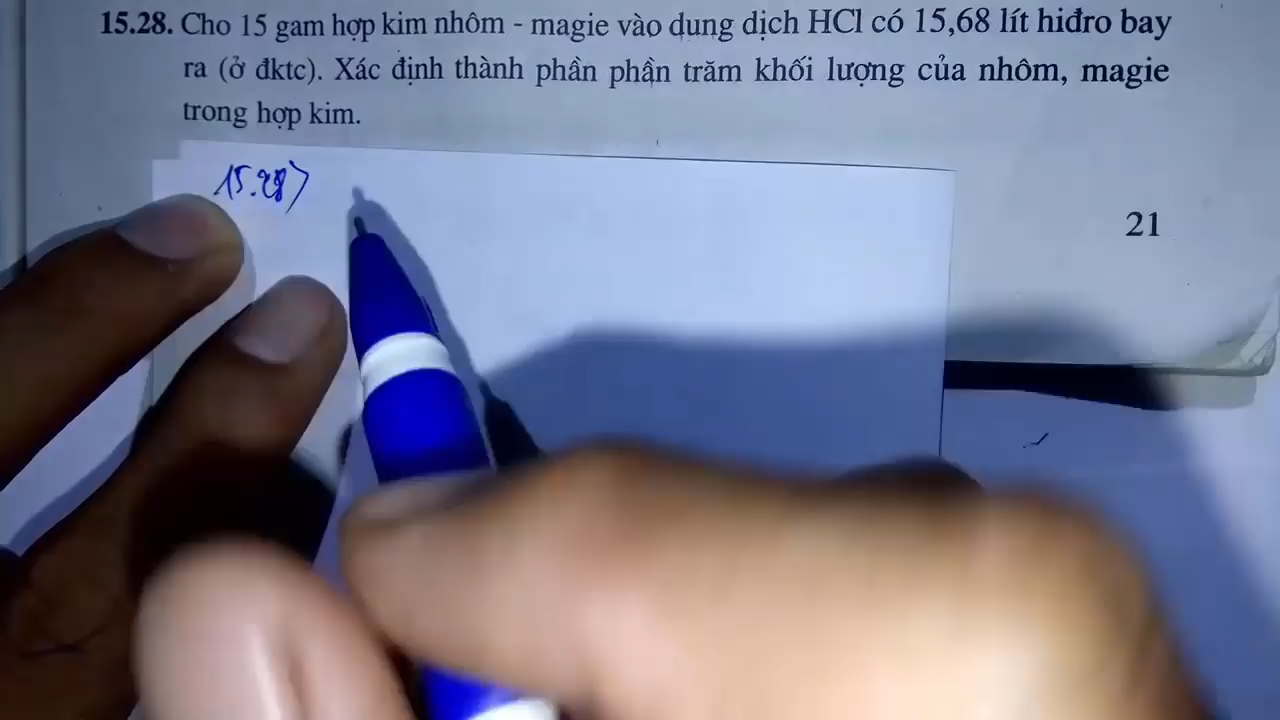 15.28. Cho 15 gam hợp kim nhôm - magie vào dung dịch HCl có 15,68 lít hiđro bay
ra (ở đktc). Xác định thành phần phần trăm khối lượng của nhôm, magie
trong hợp kim.
15.28)
21